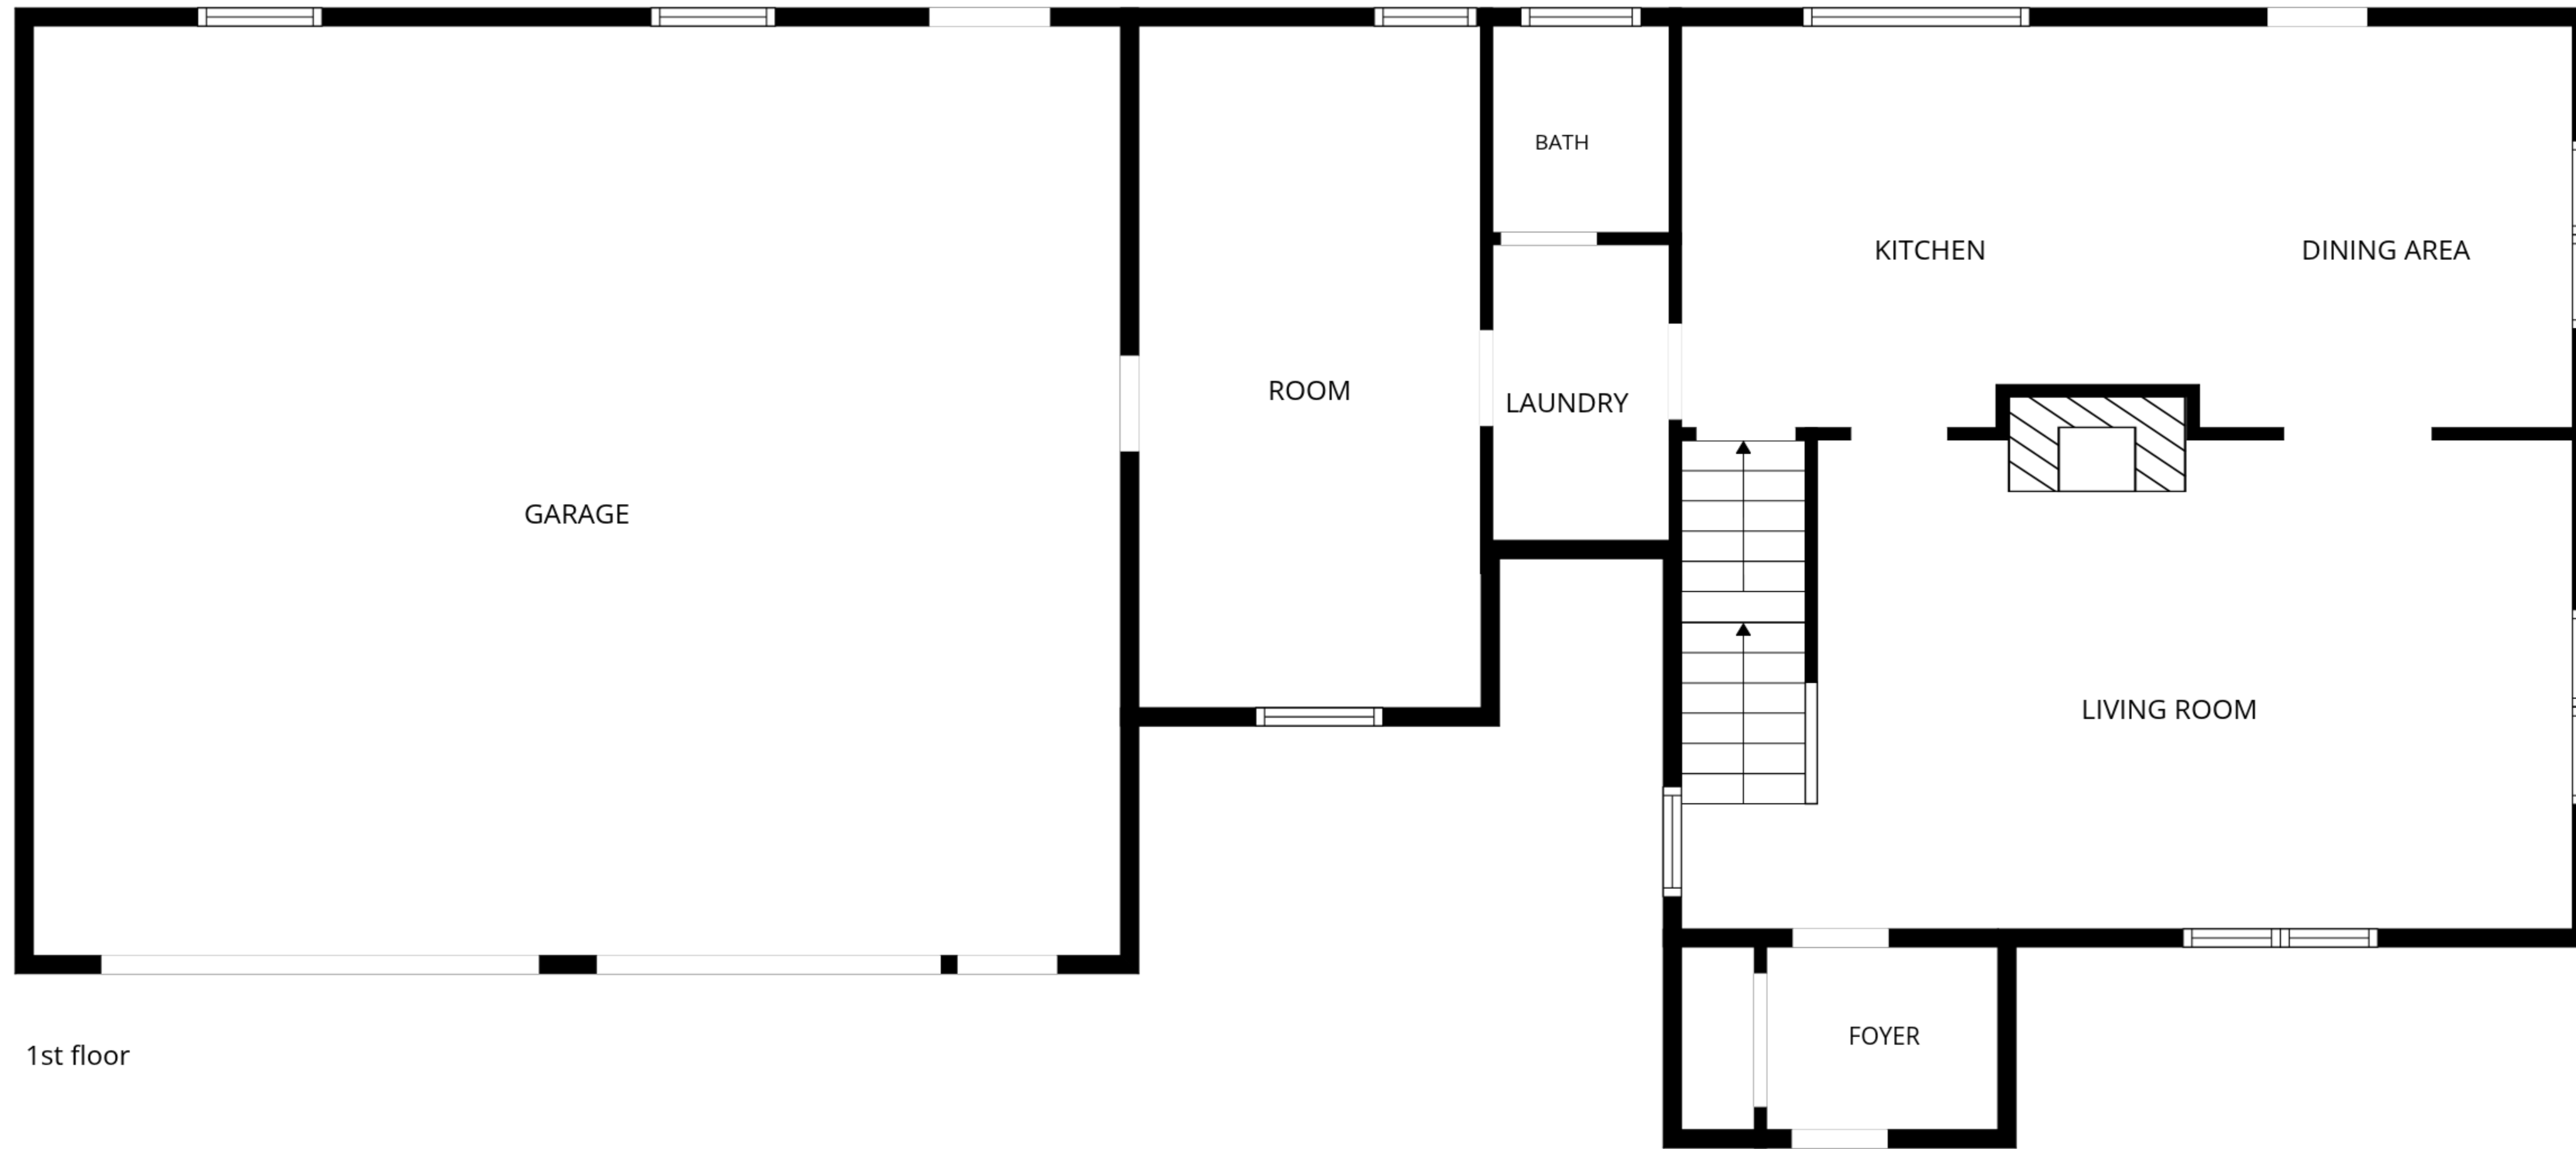 BATH
KITCHEN
DINING AREA
ROOM
LAUNDRY
GARAGE
LIVING ROOM
FOYER
1st floor